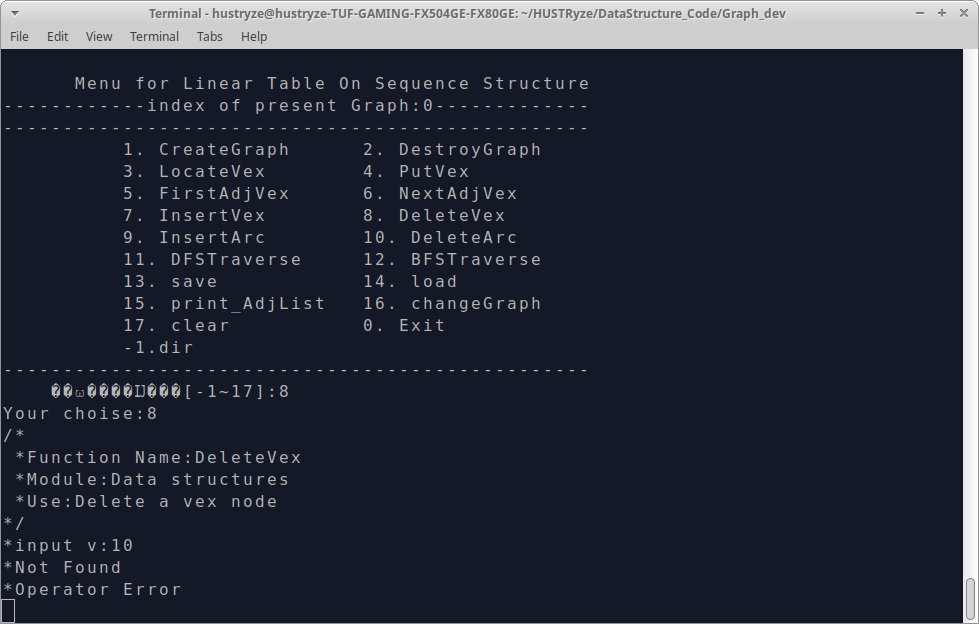 Terminal - hustryze@hustryze-TUF-GAMING-FX504GE-FX80GE: ~/HUSTRyze/DataStructure_Code/Graph_dev
File Edit View Terminal Tabs Help
Menu for Linear Table On Sequence Structure
------------index of present Graph:0-------------
-------------------------------------------------
1. CreateGraph 2. DestroyGraph
3. LocateVex 4. PutVex
5. FirstAdjVex 6. NextAdjVex
7. InsertVex 8. DeleteVex
9. InsertArc 10. DeleteArc
11. DFSTraverse 12. BFSTraverse
13. save 14. load
15. print_AdjList 16. changeGraph
17. clear 0. Exit
-1.dir
-------------------------------------------------
[-1~17]:8
Your choise:8
/*
*Function Name:DeleteVex
*Module:Data structures
*Use:Delete a vex node
*/
*input v:10
*Not Found
*Operator Error